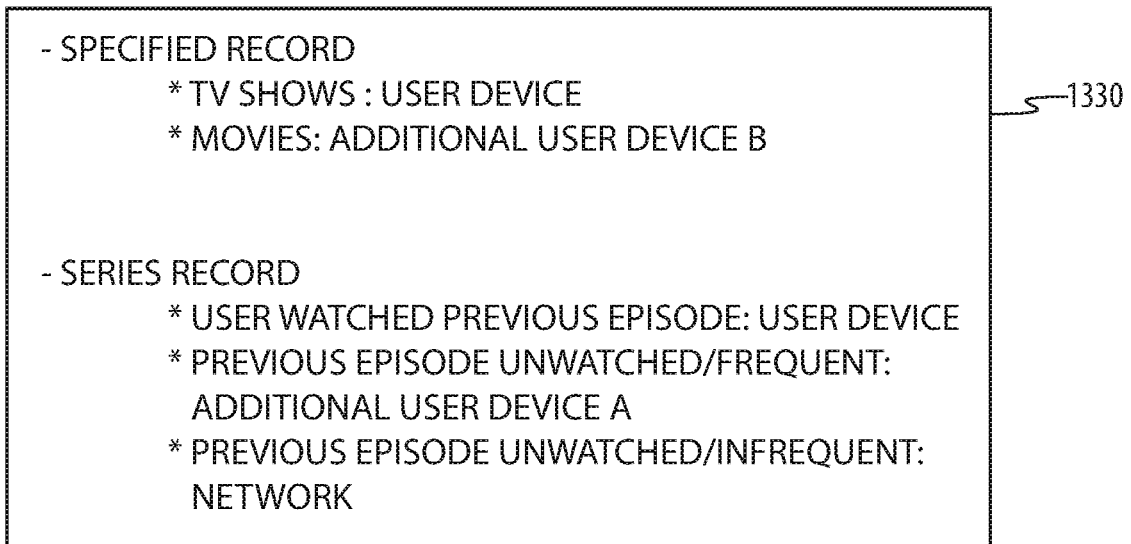 - SPECIFIED RECORD
* TV SHOWS : USER DEVICE
* MOVIES: ADDITIONAL USER DEVICE B
- SERIES RECORD
* USER WATCHED PREVIOUS EPISODE: USER DEVICE
* PREVIOUS EPISODE UNWATCHED/FREQUENT:
ADDITIONAL USER DEVICE A
* PREVIOUS EPISODE UNWATCHED/INFREQUENT:
NETWORK
1330